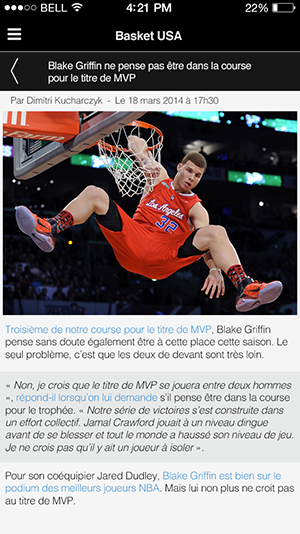 BELL 4:21 PM 22%
Basket USA
Blake Griffin ne pense pas être dans la course
pour le titre de MVP
Par Dimitri Kucharczyk - Le 18 mars 2014 à 17h30
Los Angeles
32
Troisième de notre course pour le titre de MVP, Blake Griffin
pense sans doute également être à cette place cette saison. Le
seul problème, c'est que les deux de devant sont très loin.
« Non, je crois que le titre de MVP se jouera entre deux hommes
», répond-il lorsqu'on lui demande s'il pense être dans la course
pour le trophée. « Notre série de victoires s'est construite dans
un effort collectif. Jamal Crawford jouait à un niveau dingue
avant de se blesser et tout le monde a haussé son niveau de jeu.
Je ne crois pas qu'il y ait un joueur à isoler ».
Pour son coéquipier Jared Dudley, Blake Griffin est bien sur le
podium des meilleurs joueurs NBA. Mais lui non plus ne croit pas
au titre de MVP.